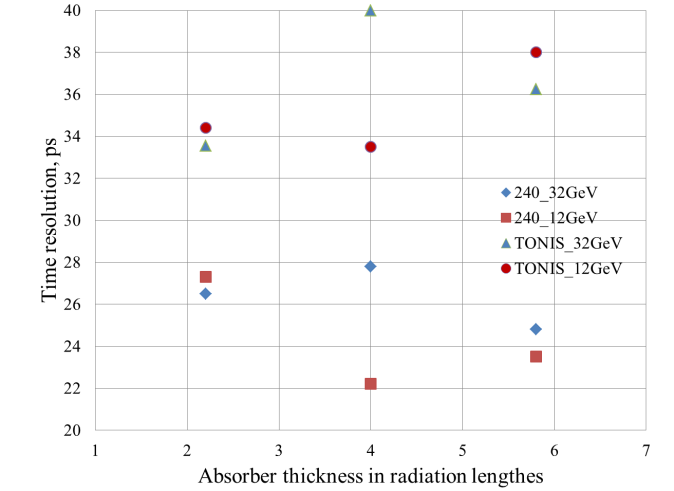 40
38
36
34
32
30
28
26
24
22
20
Time resolution, ps
240_32GeV
240_12GeV
TONIS_32GeV
TONIS_12GeV
1 2 3 4 5 6 7
Absorber thickness in radiation lengthes